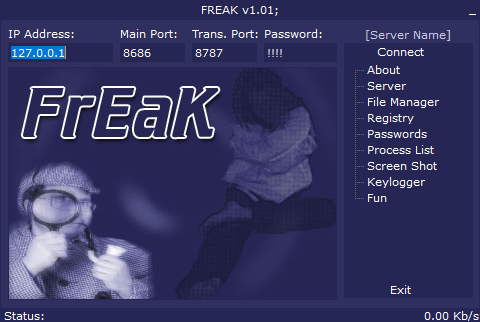 FREAK v1.01;
_
IP Address: Main Port: Trans. Port: Password:
127.0.0.1 8686 8787 !!!!
[Server Name]
Connect
About
Server
File Manager
Registry
Passwords
Process List
Screen Shot
Keylogger
Fun
FrEaK
Exit
Status: 0.00 Kb/s